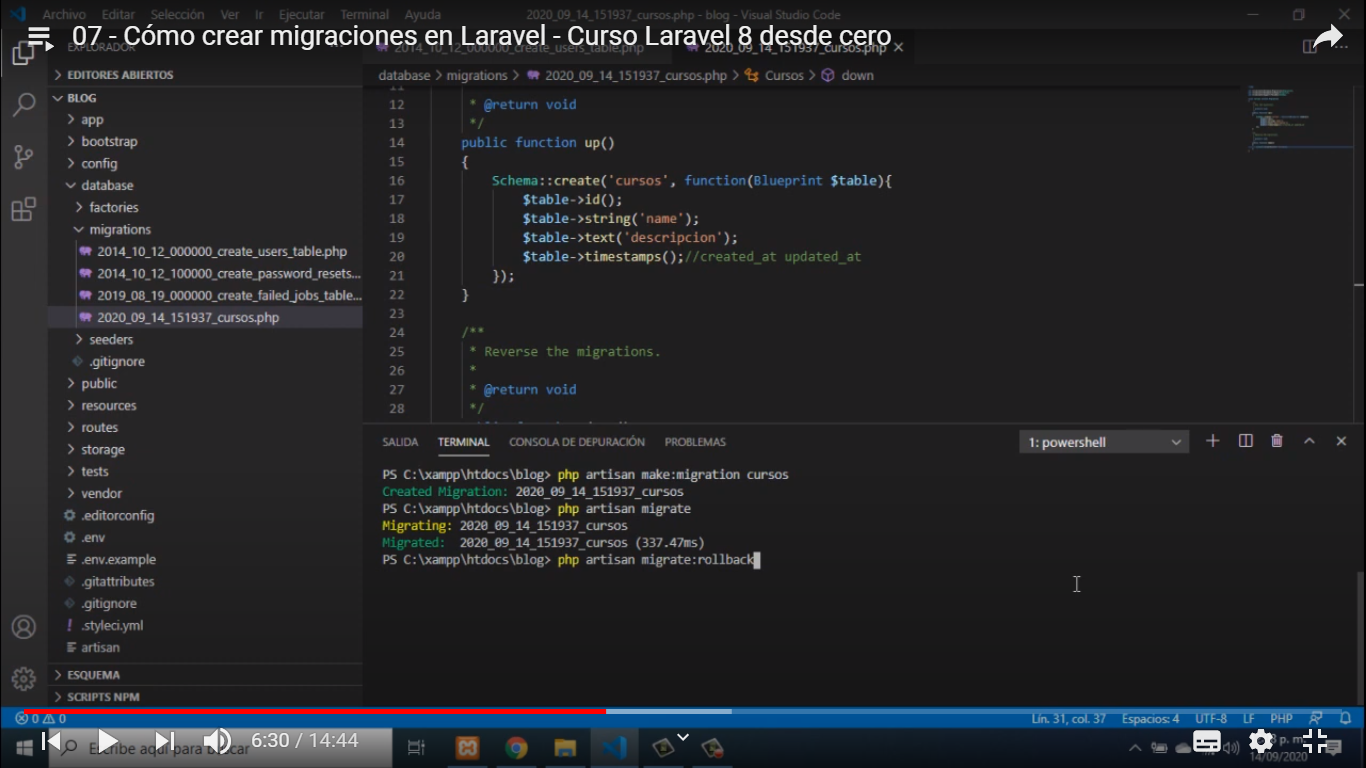 Archivo Editar Selección Ver Ir Ejecutar Terminal Ayuda
2020_09_14_151937_cursos.php - blog - Visual Studio Code
07 - Cómo crear migraciones en Laravel - Curso Laravel 8 desde cero
EXPLORADOR
2014_10_12_000000_create_users_table.php
2020_09_14_151937_cursos.php
EDITORES ABIERTOS
BLOG
app
bootstrap
config
database
factories
migrations
2014_10_12_000000_create_users_table.php
2014_10_12_100000_create_password_resets...
2019_08_19_000000_create_failed_jobs_table...
2020_09_14_151937_cursos.php
seeders
.gitignore
public
resources
routes
storage
tests
vendor
.editorconfig
.env
.env.example
.gitattributes
.gitignore
.styleci.yml
artisan
ESQUEMA
SCRIPTS NPM
database > migrations > 2020_09_14_151937_cursos.php > Cursos > down
11
12 * @return void
13 */
14 public function up()
15 {
16 Schema::create('cursos', function(Blueprint $table){
17 $table->id();
18 $table->string('name');
19 $table->text('descripcion');
20 $table->timestamps();//created_at updated_at
21 });
22 }
23
24 /**
25 * Reverse the migrations.
26 *
27 * @return void
28 */
SALIDA TERMINAL CONSOLA DE DEPURACIÓN PROBLEMAS
1: powershell
PS C:\xampp\htdocs\blog> php artisan make:migration cursos
Created Migration: 2020_09_14_151937_cursos
PS C:\xampp\htdocs\blog> php artisan migrate
Migrating: 2020_09_14_151937_cursos
Migrated: 2020_09_14_151937_cursos (337.47ms)
PS C:\xampp\htdocs\blog> php artisan migrate:rollback
0 0
Lín. 31, col. 37 Espacios: 4 UTF-8 LF PHP
Escribe aquí para buscar
6:30 / 14:44
p. m.
14/09/2020